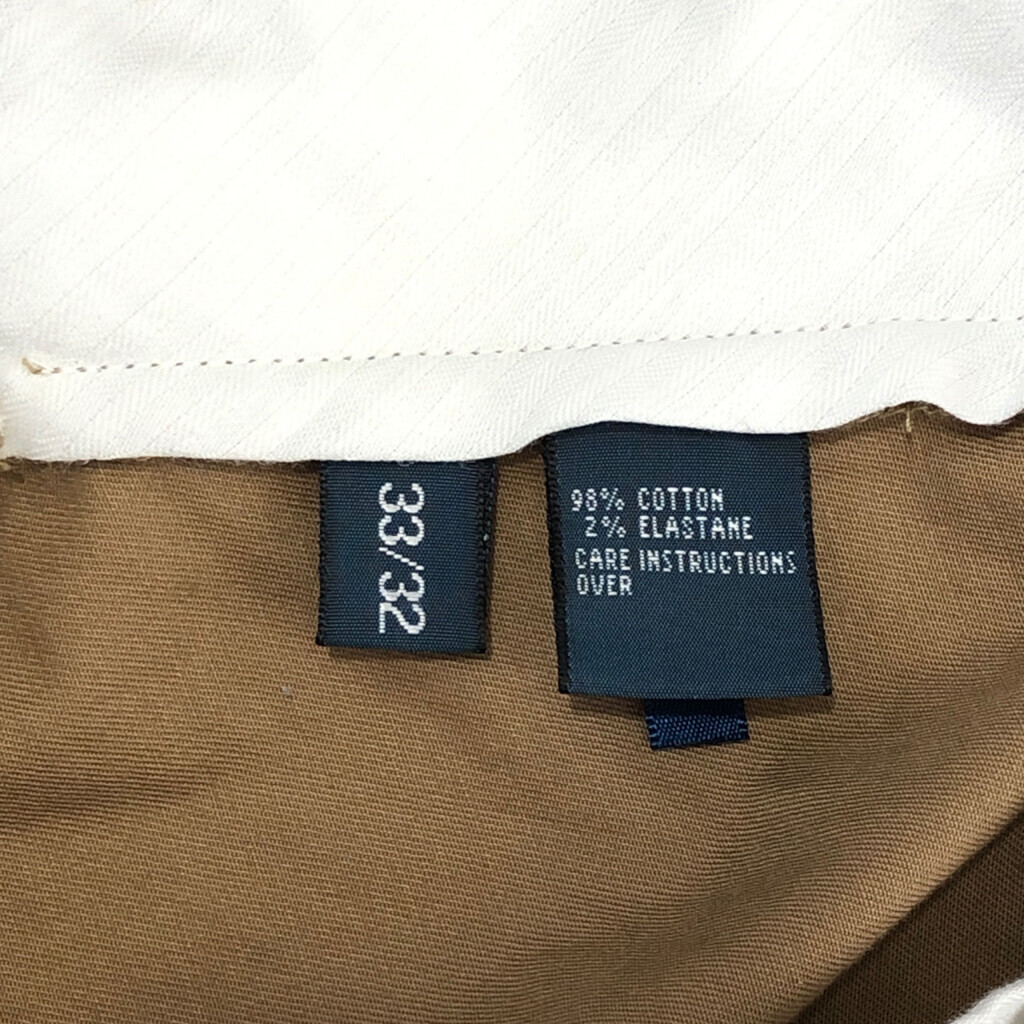 33/32
98% COTTON
2% ELASTANE
CARE INSTRUCTIONS
OVER